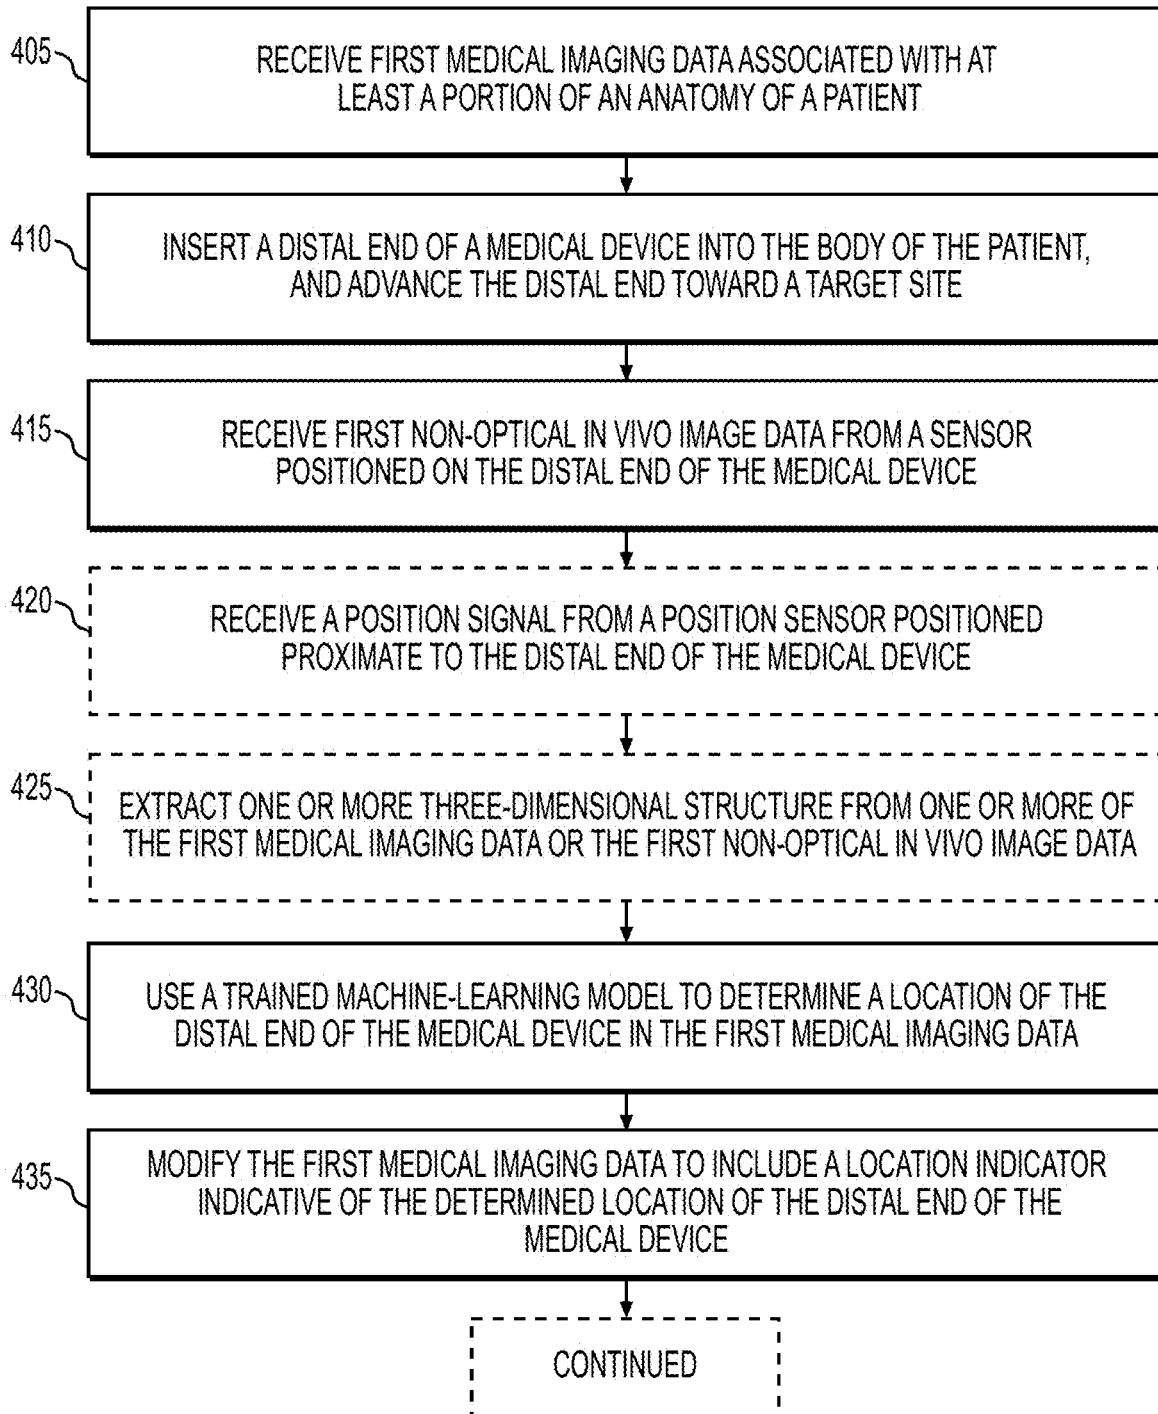 405
RECEIVE FIRST MEDICAL IMAGING DATA ASSOCIATED WITH AT
LEAST A PORTION OF AN ANATOMY OF A PATIENT
410
INSERT A DISTAL END OF A MEDICAL DEVICE INTO THE BODY OF THE PATIENT,
AND ADVANCE THE DISTAL END TOWARD A TARGET SITE
415
RECEIVE FIRST NON-OPTICAL IN VIVO IMAGE DATA FROM A SENSOR
POSITIONED ON THE DISTAL END OF THE MEDICAL DEVICE
420
RECEIVE A POSITION SIGNAL FROM A POSITION SENSOR POSITIONED
PROXIMATE TO THE DISTAL END OF THE MEDICAL DEVICE
425
EXTRACT ONE OR MORE THREE-DIMENSIONAL STRUCTURE FROM ONE OR MORE OF
THE FIRST MEDICAL IMAGING DATA OR THE FIRST NON-OPTICAL IN VIVO IMAGE DATA
430
USE A TRAINED MACHINE-LEARNING MODEL TO DETERMINE A LOCATION OF THE
DISTAL END OF THE MEDICAL DEVICE IN THE FIRST MEDICAL IMAGING DATA
435
MODIFY THE FIRST MEDICAL IMAGING DATA TO INCLUDE A LOCATION INDICATOR
INDICATIVE OF THE DETERMINED LOCATION OF THE DISTAL END OF THE
MEDICAL DEVICE
CONTINUED